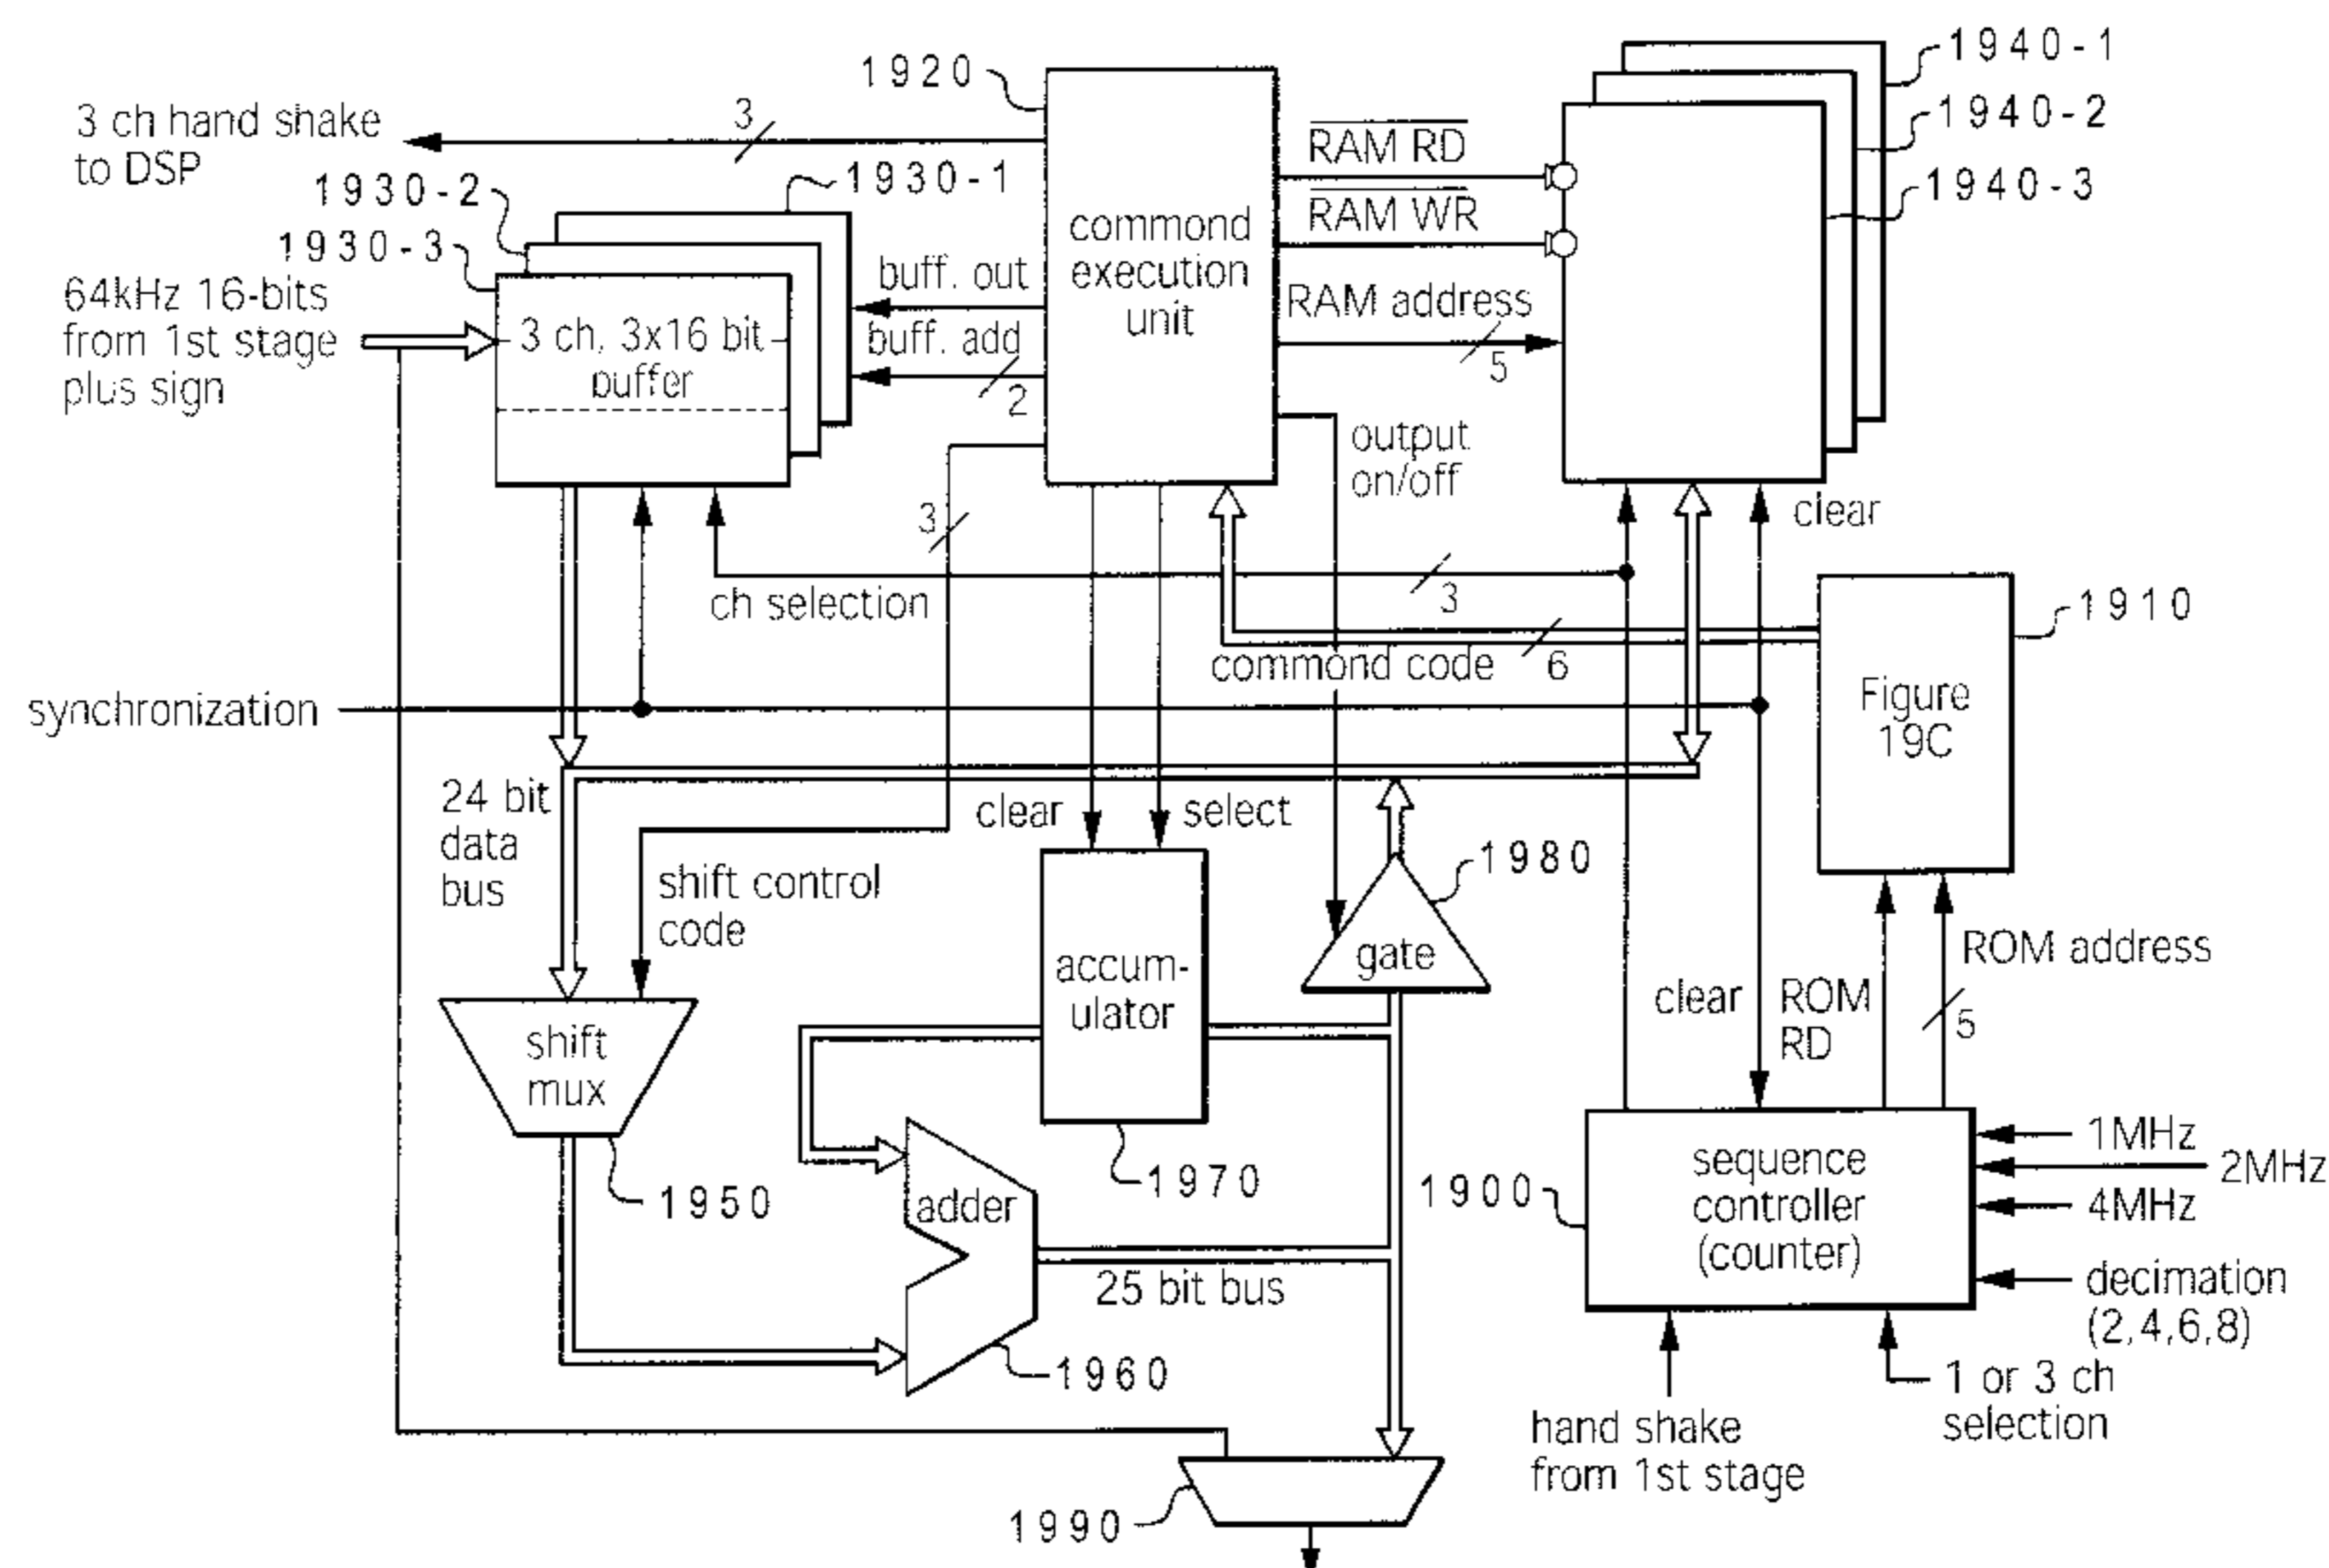 3 ch hand shake
to DSP
3
1920
commond
execution
unit
RAM RD
RAM WR
RAM address
5
1940-1
1940-2
1940-3
1930-1
1930-2
1930-3
64kHz 16-bits
from 1st stage
plus sign
3 ch, 3x16 bit
buffer
buff. out
buff. add
2
output
on/off
clear
3
ch selection
3
commond code
6
1910
Figure
19C
synchronization
24 bit
data
bus
shift control
code
clear
select
accum-
ulator
1970
gate
1980
ROM address
clear
ROM
RD
5
shift
mux
1950
adder
1960
25 bit bus
1900
sequence
controller
(counter)
1MHz
2MHz
4MHz
decimation
(2,4,6,8)
1 or 3 ch
selection
hand shake
from 1st stage
1990